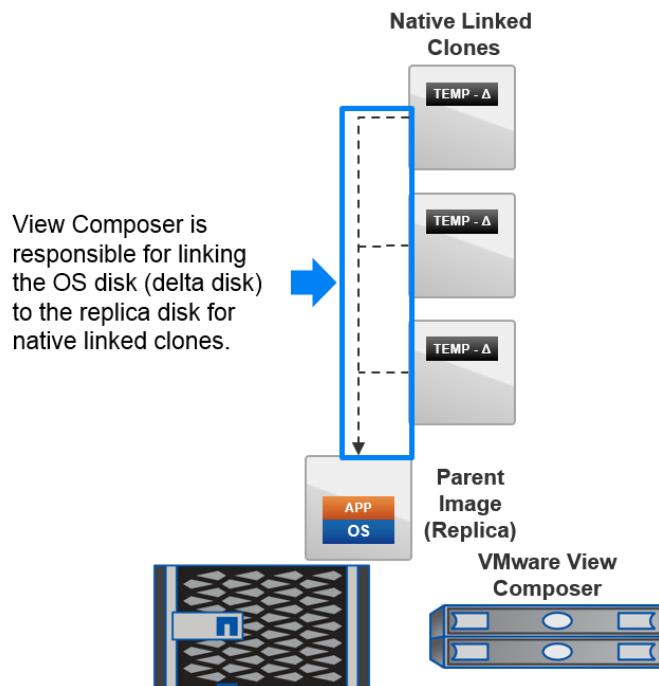 Native Linked
Clones
TEMP - Δ
View Composer is
responsible for linking
the OS disk (delta disk)
to the replica disk for
native linked clones.
TEMP - Δ
TEMP - Δ
APP
OS
Parent
Image
(Replica)
VMware View
Composer